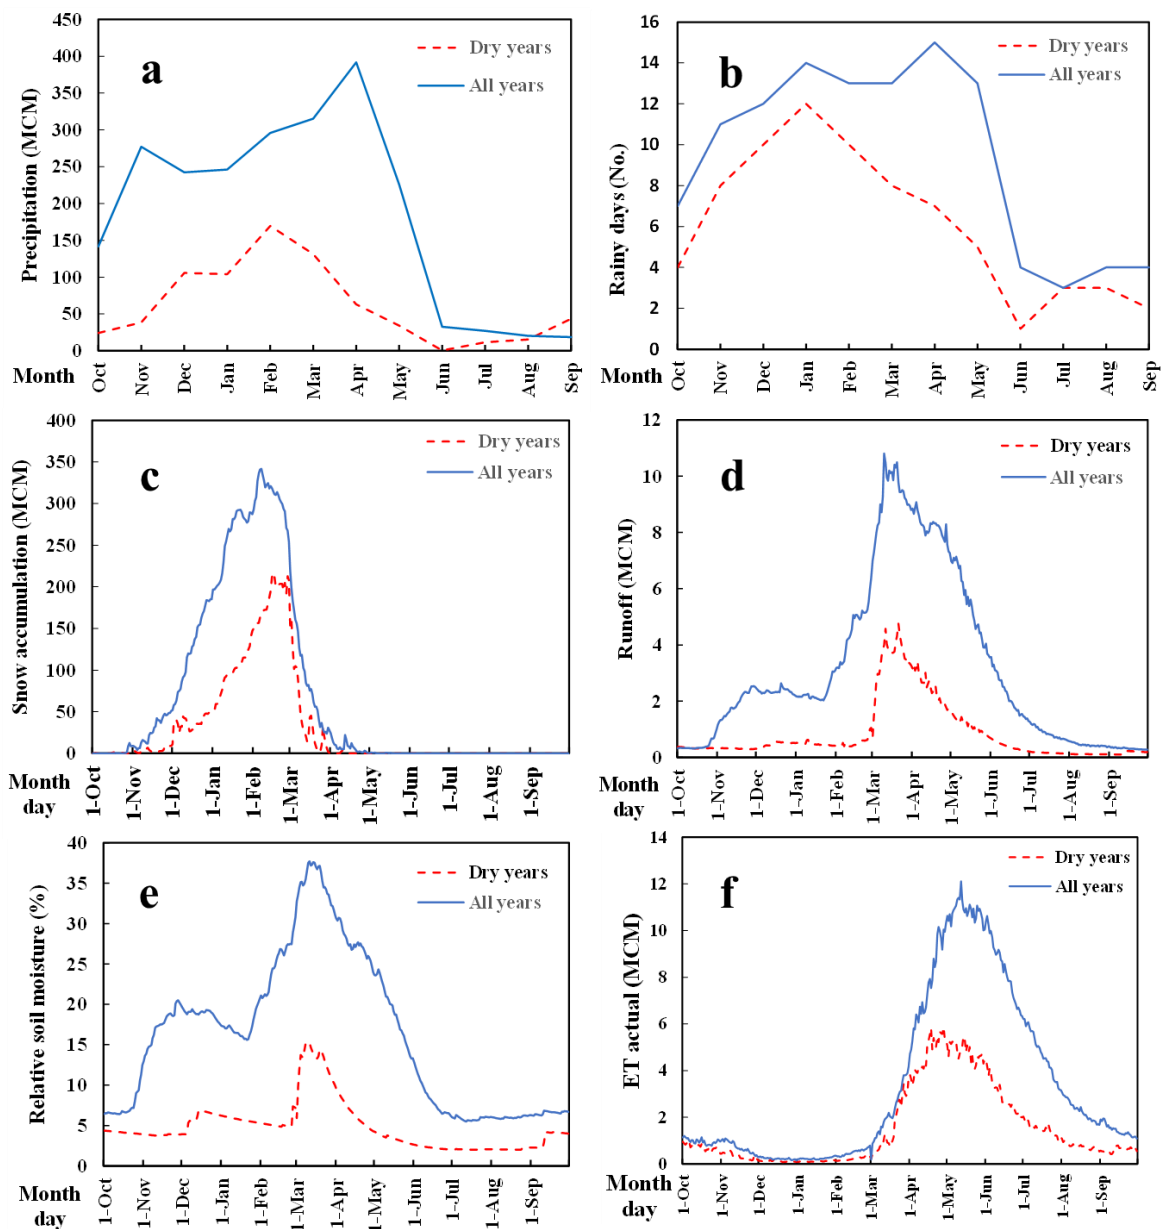 a
Precipitation (MCM)
450
400
350
300
250
200
150
100
50
0
Dry years
All years
Month
Oct
Nov
Dec
Jan
Feb
Mar
Apr
May
Jun
Jul
Aug
Sep
b
Rainy days (No.)
16
14
12
10
8
6
4
2
0
Dry years
All years
Month
Oct
Nov
Dec
Jan
Feb
Mar
Apr
May
Jun
Jul
Aug
Sep
c
Snow accumulation (MCM)
400
350
300
250
200
150
100
50
0
Dry years
All years
Month
day
1-Oct
1-Nov
1-Dec
1-Jan
1-Feb
1-Mar
1-Apr
1-May
1-Jun
1-Jul
1-Aug
1-Sep
d
Runoff (MCM)
12
10
8
6
4
2
0
Dry years
All years
Month
day
1-Oct
1-Nov
1-Dec
1-Jan
1-Feb
1-Mar
1-Apr
1-May
1-Jun
1-Jul
1-Aug
1-Sep
e
Relative soil moisture (%)
40
35
30
25
20
15
10
5
0
Dry years
All years
Month
day
1-Oct
1-Nov
1-Dec
1-Jan
1-Feb
1-Mar
1-Apr
1-May
1-Jun
1-Jul
1-Aug
1-Sep
f
ET actual (MCM)
14
12
10
8
6
4
2
0
Dry years
All years
Month
day
1-Oct
1-Nov
1-Dec
1-Jan
1-Feb
1-Mar
1-Apr
1-May
1-Jun
1-Jul
1-Aug
1-Sep